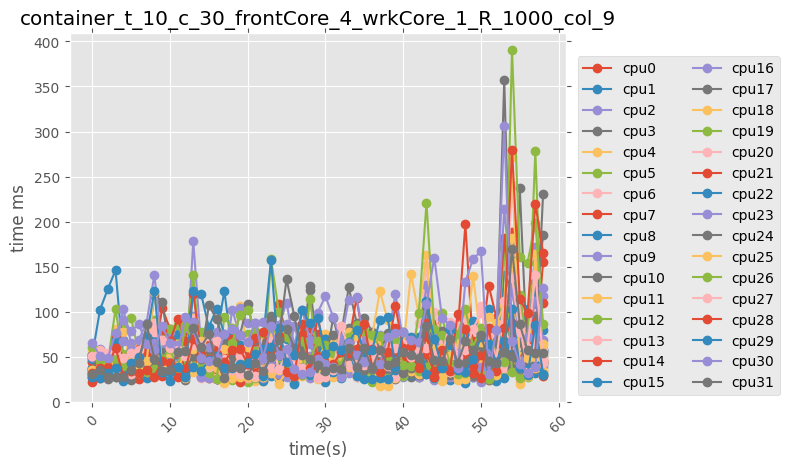 container_t_10_c_30_frontCore_4_wrkCore_1_R_1000_col_9
time ms
400
350
300
250
200
150
100
50
0
0
10
20
30
40
50
60
time(s)
cpu0
cpu1
cpu2
cpu3
cpu4
cpu5
cpu6
cpu7
cpu8
cpu9
cpu10
cpu11
cpu12
cpu13
cpu14
cpu15
cpu16
cpu17
cpu18
cpu19
cpu20
cpu21
cpu22
cpu23
cpu24
cpu25
cpu26
cpu27
cpu28
cpu29
cpu30
cpu31